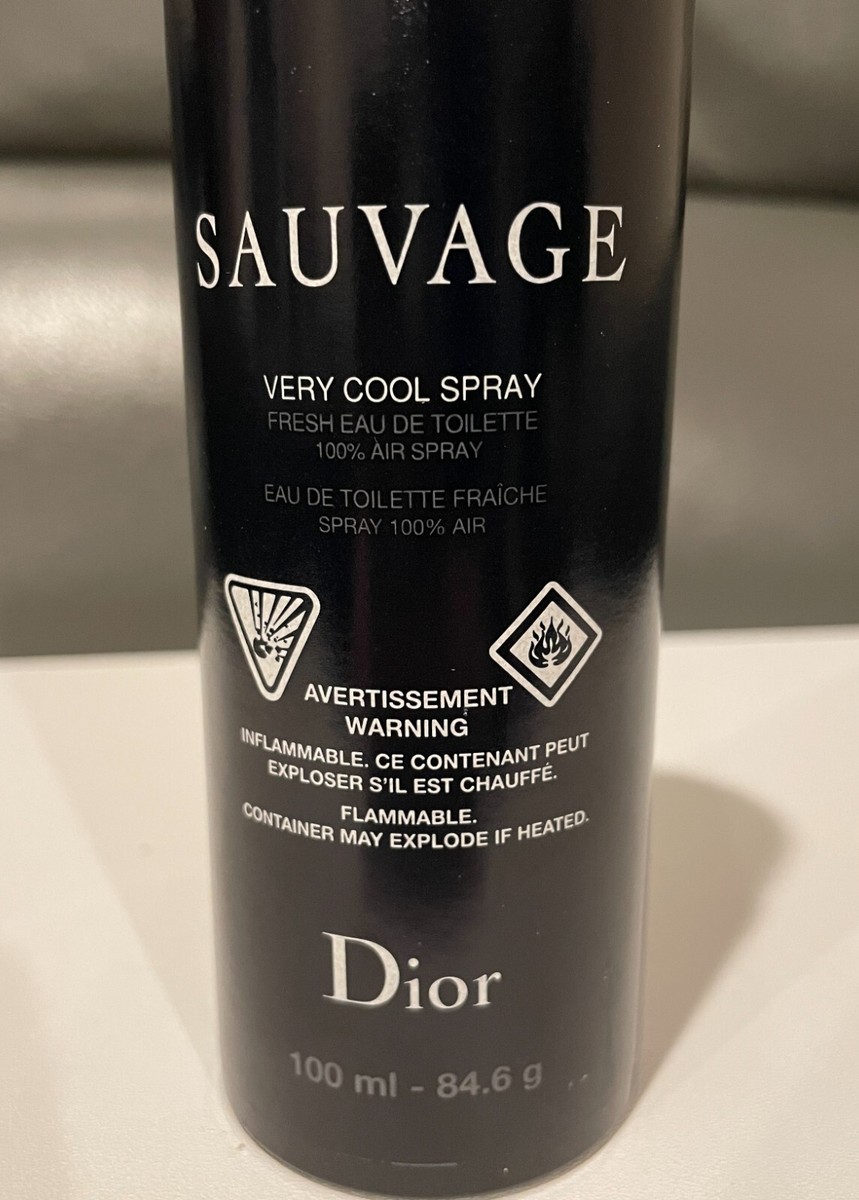 SAUVAGE
VERY COOL SPRAY
FRESH EAU DE TOILETTE
100% AIR SPRAY
EAU DE TOILETTE FRAÎCHE
SPRAY 100% AIR
AVERTISSEMENT
WARNING
INFLAMMABLE. CE CONTENANT PEUT
EXPLOSER S'IL EST CHAUFFÉ.
FLAMMABLE.
CONTAINER MAY EXPLODE IF HEATED.
Dior
100 ml - 84.6 g